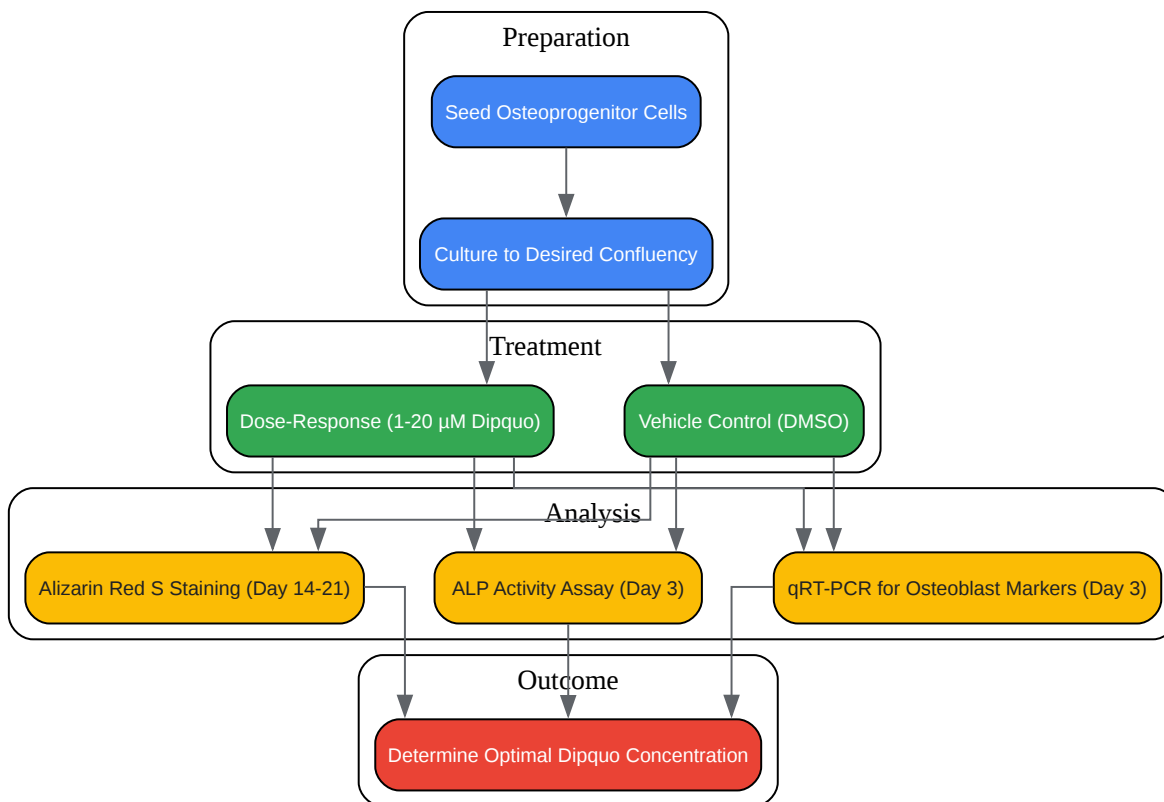 Preparation
Seed Osteoprogenitor Cells
Culture to Desired Confluency
Treatment
Dose-Response (1-20 µM Dipquo)
Vehicle Control (DMSO)
Analysis
Alizarin Red S Staining (Day 14-21)
ALP Activity Assay (Day 3)
qRT-PCR for Osteoblast Markers (Day 3)
Outcome
Determine Optimal Dipquo Concentration